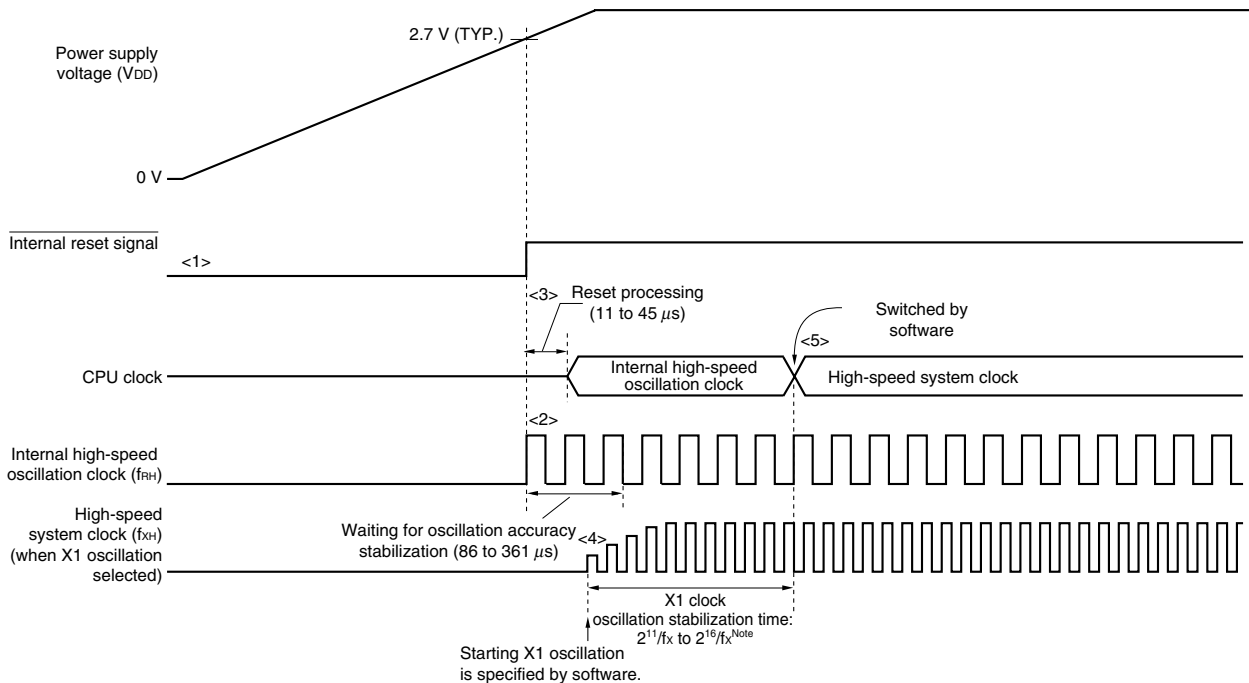 2.7 V (TYP.)
Power supply
voltage (VDD)
0 V
Internal reset signal
<1>
<3>
Reset processing
(11 to 45 μs)
Switched by
software
<5>
CPU clock
Internal high-speed
oscillation clock
High-speed system clock
<2>
Internal high-speed
oscillation clock (fRH)
High-speed
system clock (fXH)
(when X1 oscillation
selected)
Waiting for oscillation accuracy
stabilization (86 to 361 μs)
<4>
X1 clock
oscillation stabilization time:
2^11/fX to 2^16/fX^Note
Starting X1 oscillation
is specified by software.